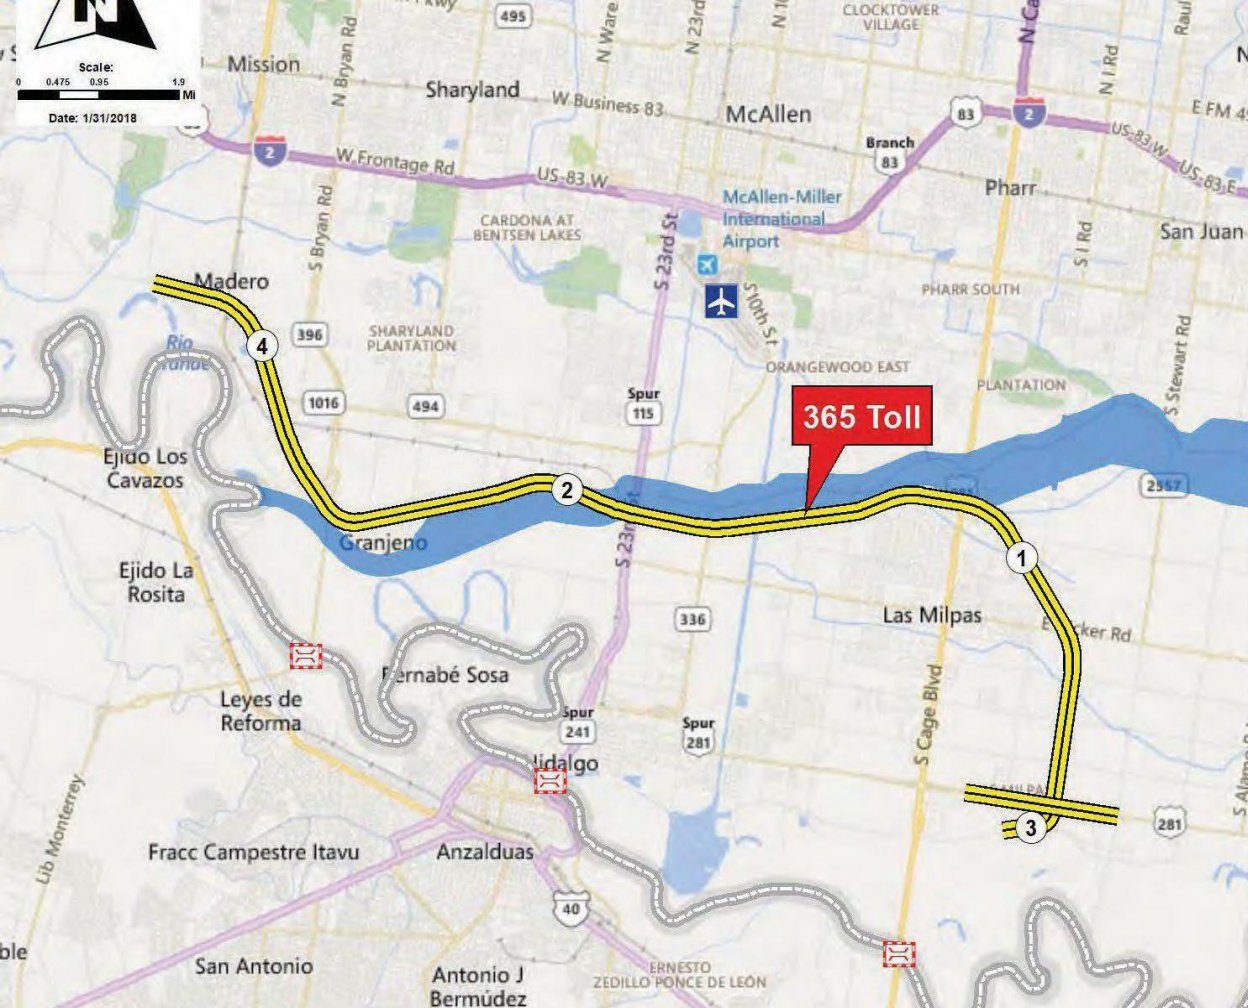 N
Scale:
0 0.475 0.95 1.9
Mi
Date: 1/31/2018
495
N Bryan Rd
N Ware
N 23rd
CLOCKTOWER
VILLAGE
N I Rd
Mission
Sharyland
W Business 83
McAllen
83
2
E FM
US-83 W
US-83 E
2
W Frontage Rd
US-83 W
Branch
83
Pharr
San Juan
S Bryan Rd
CARDONA AT
BENTSEN LAKES
S 23rd St
McAllen-Miller
International
Airport
S I Rd
Madero
S 10th St
PHARR SOUTH
396
SHARYLAND
PLANTATION
4
Rio
ORANGEWOOD EAST
PLANTATION
S Stewart Rd
1016
494
Spur
115
365 Toll
Ejido Los
Cavazos
2
2557
Granjeno
S 23rd
1
Ejido La
Rosita
336
Las Milpas
Rd
Leyes de
Reforma
Bernabé Sosa
Spur
241
Spur
281
S Cage Blvd
Hidalgo
3
281
Lib Monterrey
Fracc Campestre Itavu
Anzalduas
40
San Antonio
Antonio J
Bermúdez
ERNESTO
ZEDILLO PONCE DE LEÓN